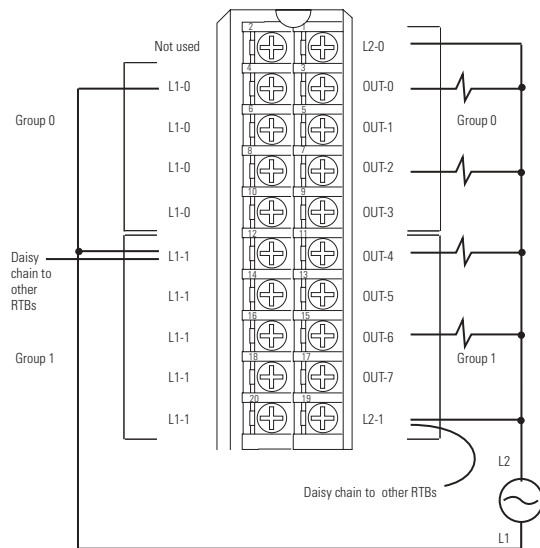 2 1
Not used L2-0
4 3
L1-0 OUT-0
6 5
Group 0 L1-0 OUT-1 Group 0
8 7
L1-0 OUT-2
10 9
L1-0 OUT-3
12 11
L1-1 OUT-4
Daisy
chain to
other
RTBs
14 13
L1-1 OUT-5
16 15
L1-1 OUT-6
Group 1 Group 1
18 17
L1-1 OUT-7
20 19
L1-1 L2-1
L2
Daisy chain to other RTBs
L1